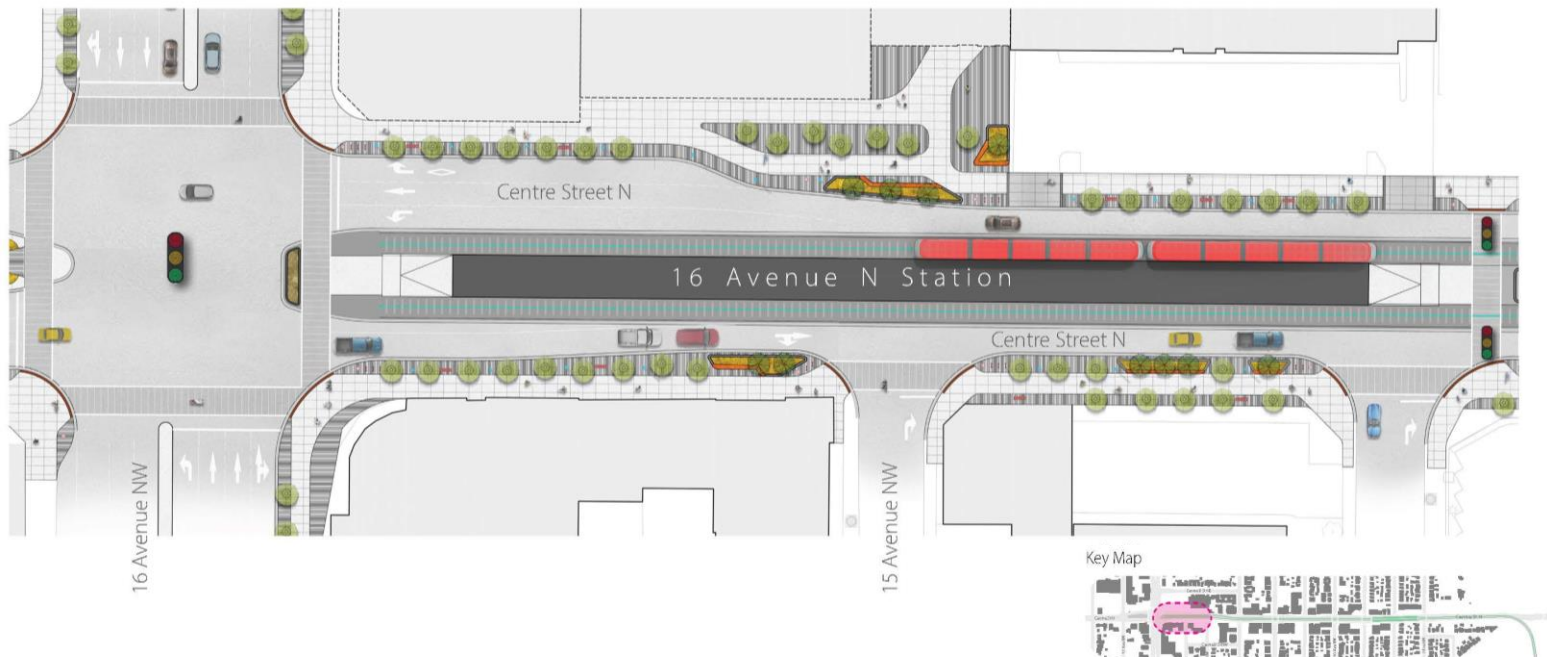 Centre Street N
16 Avenue N Station
Centre Street N
16 Avenue NW
15 Avenue NW
Key Map